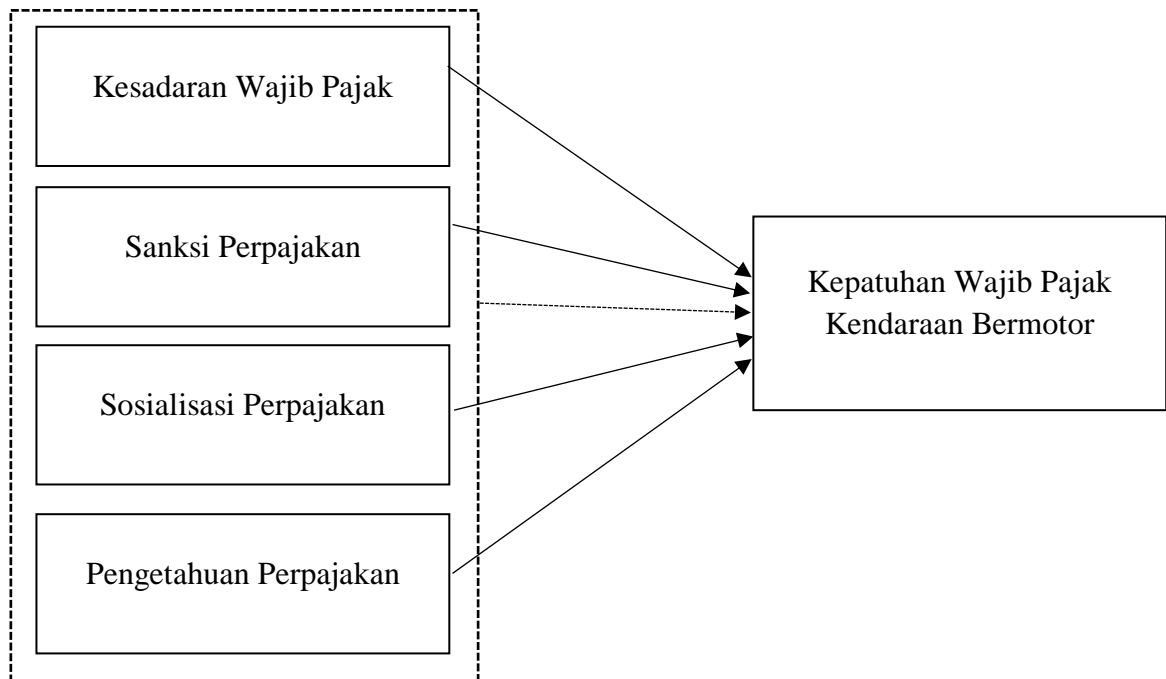 Kesadaran Wajib Pajak
Sanksi Perpajakan
Sosialisasi Perpajakan
Pengetahuan Perpajakan
Kepatuhan Wajib Pajak
Kendaraan Bermotor